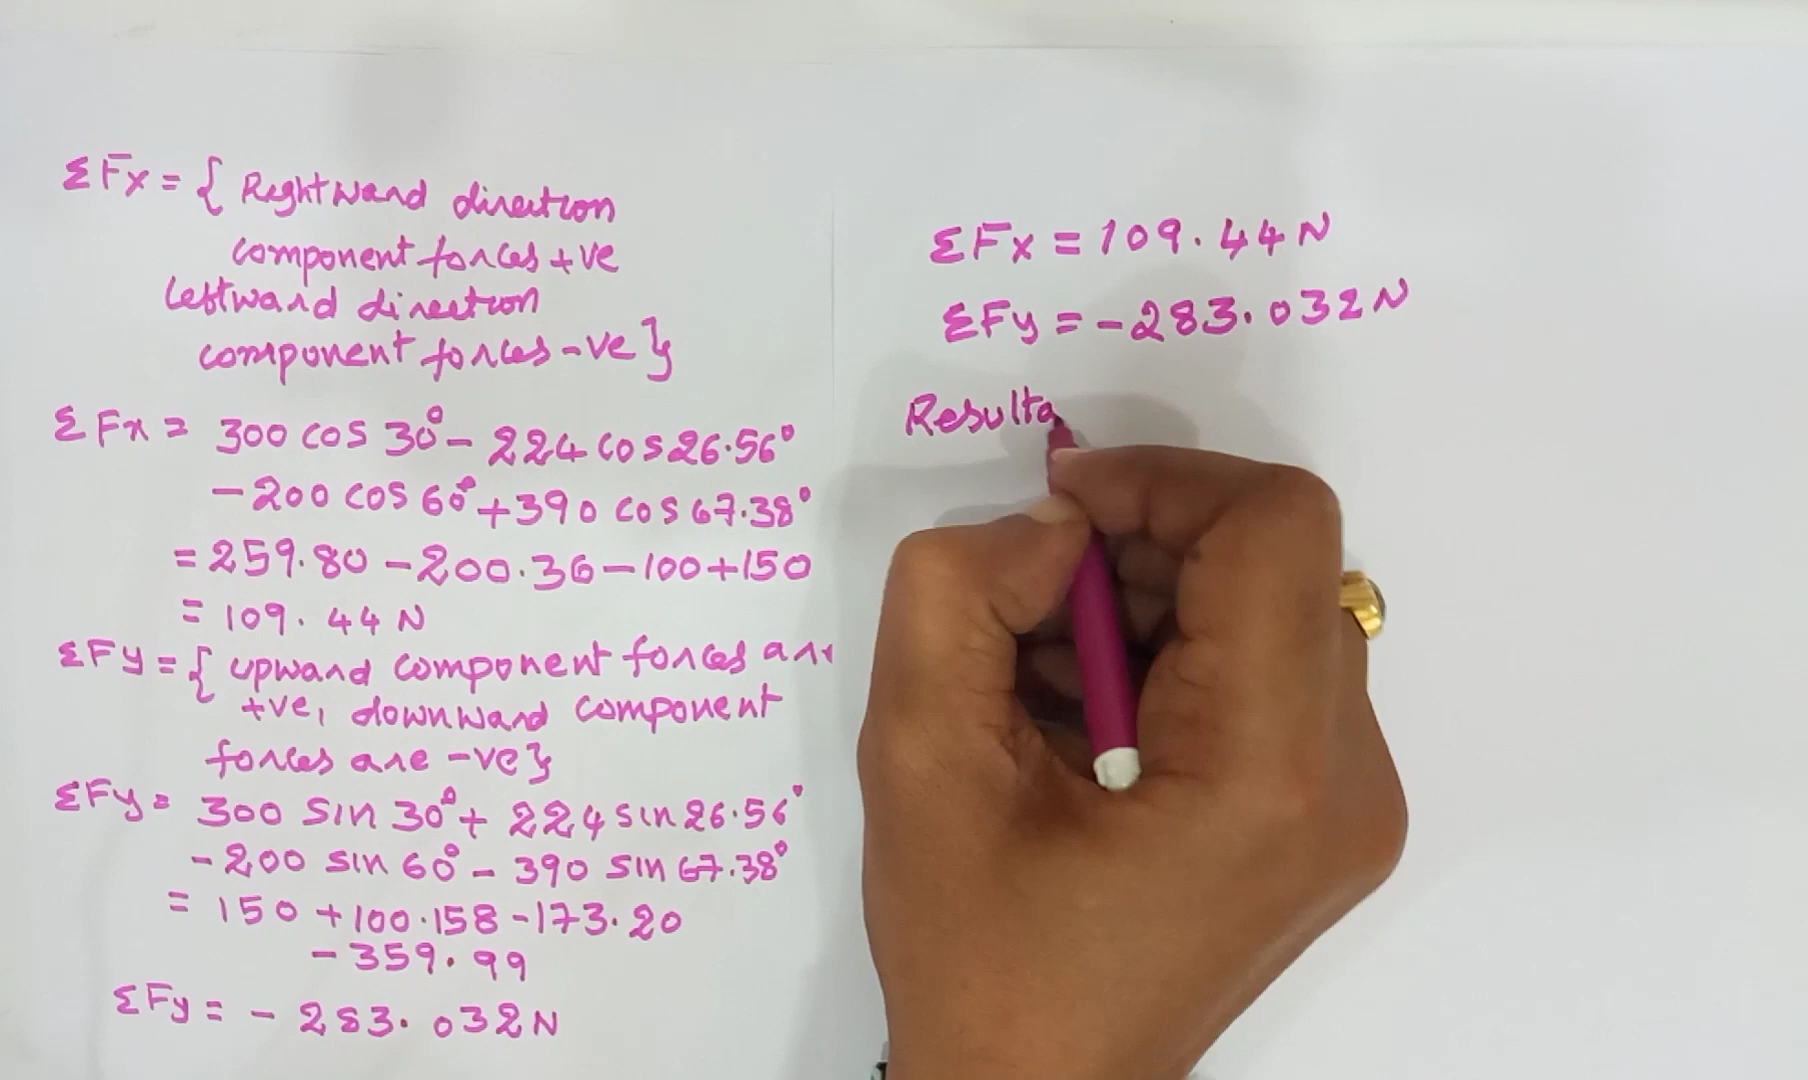 ΣFx = { Rightward direction
component forces +ve
Leftward direction
component forces -ve }
ΣFx = 300 cos 30° - 224 cos 26.56°
- 200 cos 60° + 390 cos 67.38°
= 259.80 - 200.36 - 100 + 150
= 109.44 N
ΣFy = { upward component forces are
+ve, downward component
forces are -ve }
ΣFy = 300 sin 30° + 224 sin 26.56°
- 200 sin 60° - 390 sin 67.38°
= 150 + 100.158 - 173.20
- 359.99
ΣFy = - 283.032 N
ΣFx = 109.44 N
ΣFy = - 283.032 N
Resulta